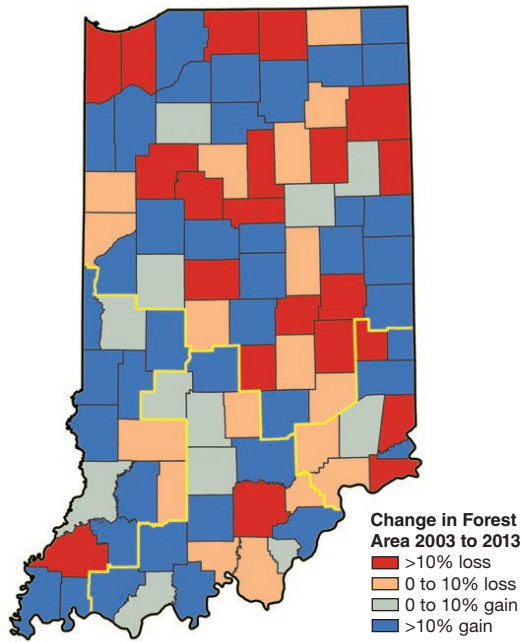 Change in Forest
Area 2003 to 2013
>10% loss
0 to 10% loss
0 to 10% gain
>10% gain